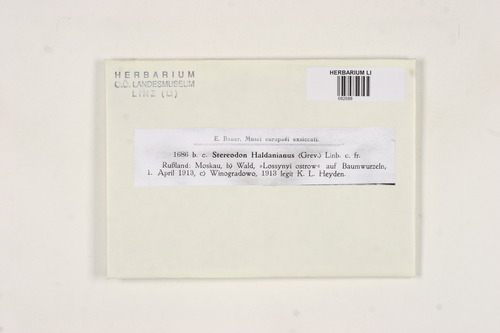 HERBARIUM
O.Ö. LANDESMUSEUM
LINZ (LI)
HERBARIUM LI
E. Bauer, Musci europaei exsiccati.
1686 b. c. Stereodon Haldanianus (Grev.) Linb. c. fr.
Rußland: Moskau, b) Wald, »Lossynyi ostrow« auf Baumwurzeln,
1. April 1913, c) Winogradowo, 1913 legit K. L. Heyden.